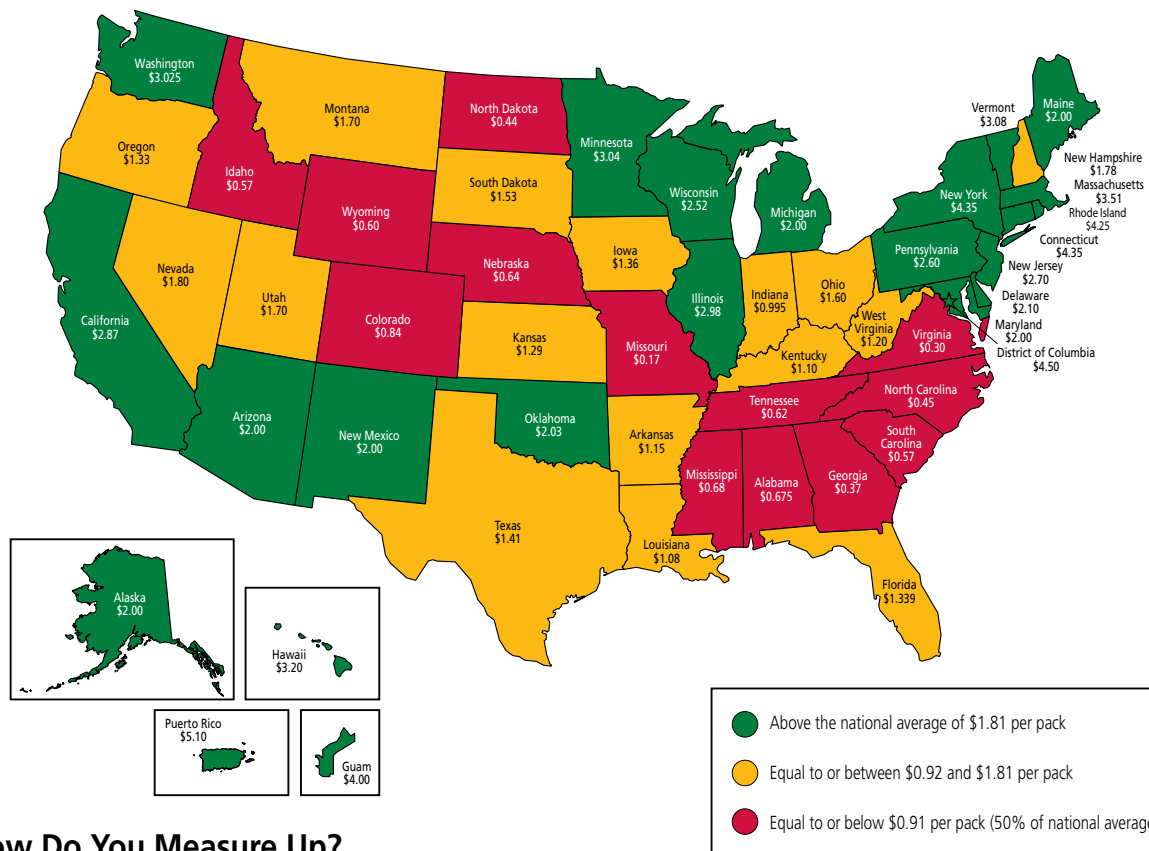 Washington
$3.025
Oregon
$1.33
California
$2.87
Idaho
$0.57
Nevada
$1.80
Montana
$1.70
Wyoming
$0.60
Utah
$1.70
Arizona
$2.00
Colorado
$0.84
New Mexico
$2.00
North Dakota
$0.44
South Dakota
$1.53
Nebraska
$0.64
Kansas
$1.29
Oklahoma
$2.03
Texas
$1.41
Minnesota
$3.04
Iowa
$1.36
Missouri
$0.17
Arkansas
$1.15
Louisiana
$1.08
Wisconsin
$2.52
Illinois
$2.98
Michigan
$2.00
Indiana
$0.995
Ohio
$1.60
Kentucky
$1.10
West
Virginia
$1.20
Tennessee
$0.62
Mississippi
$0.68
Alabama
$0.675
Georgia
$0.37
Florida
$1.339
South
Carolina
$0.57
North Carolina
$0.45
Virginia
$0.30
Pennsylvania
$2.60
New York
$4.35
Vermont
$3.08
Maine
$2.00
New Hampshire
$1.78
Massachusetts
$3.51
Rhode Island
$4.25
Connecticut
$4.35
New Jersey
$2.70
Delaware
$2.10
Maryland
$2.00
District of Columbia
$4.50
Alaska
$2.00
Hawaii
$3.20
Puerto Rico
$5.10
Guam
$4.00
Above the national average of $1.81 per pack
Equal to or between $0.92 and $1.81 per pack
Equal to or below $0.91 per pack (50% of national average
ow Do You Measure Up?